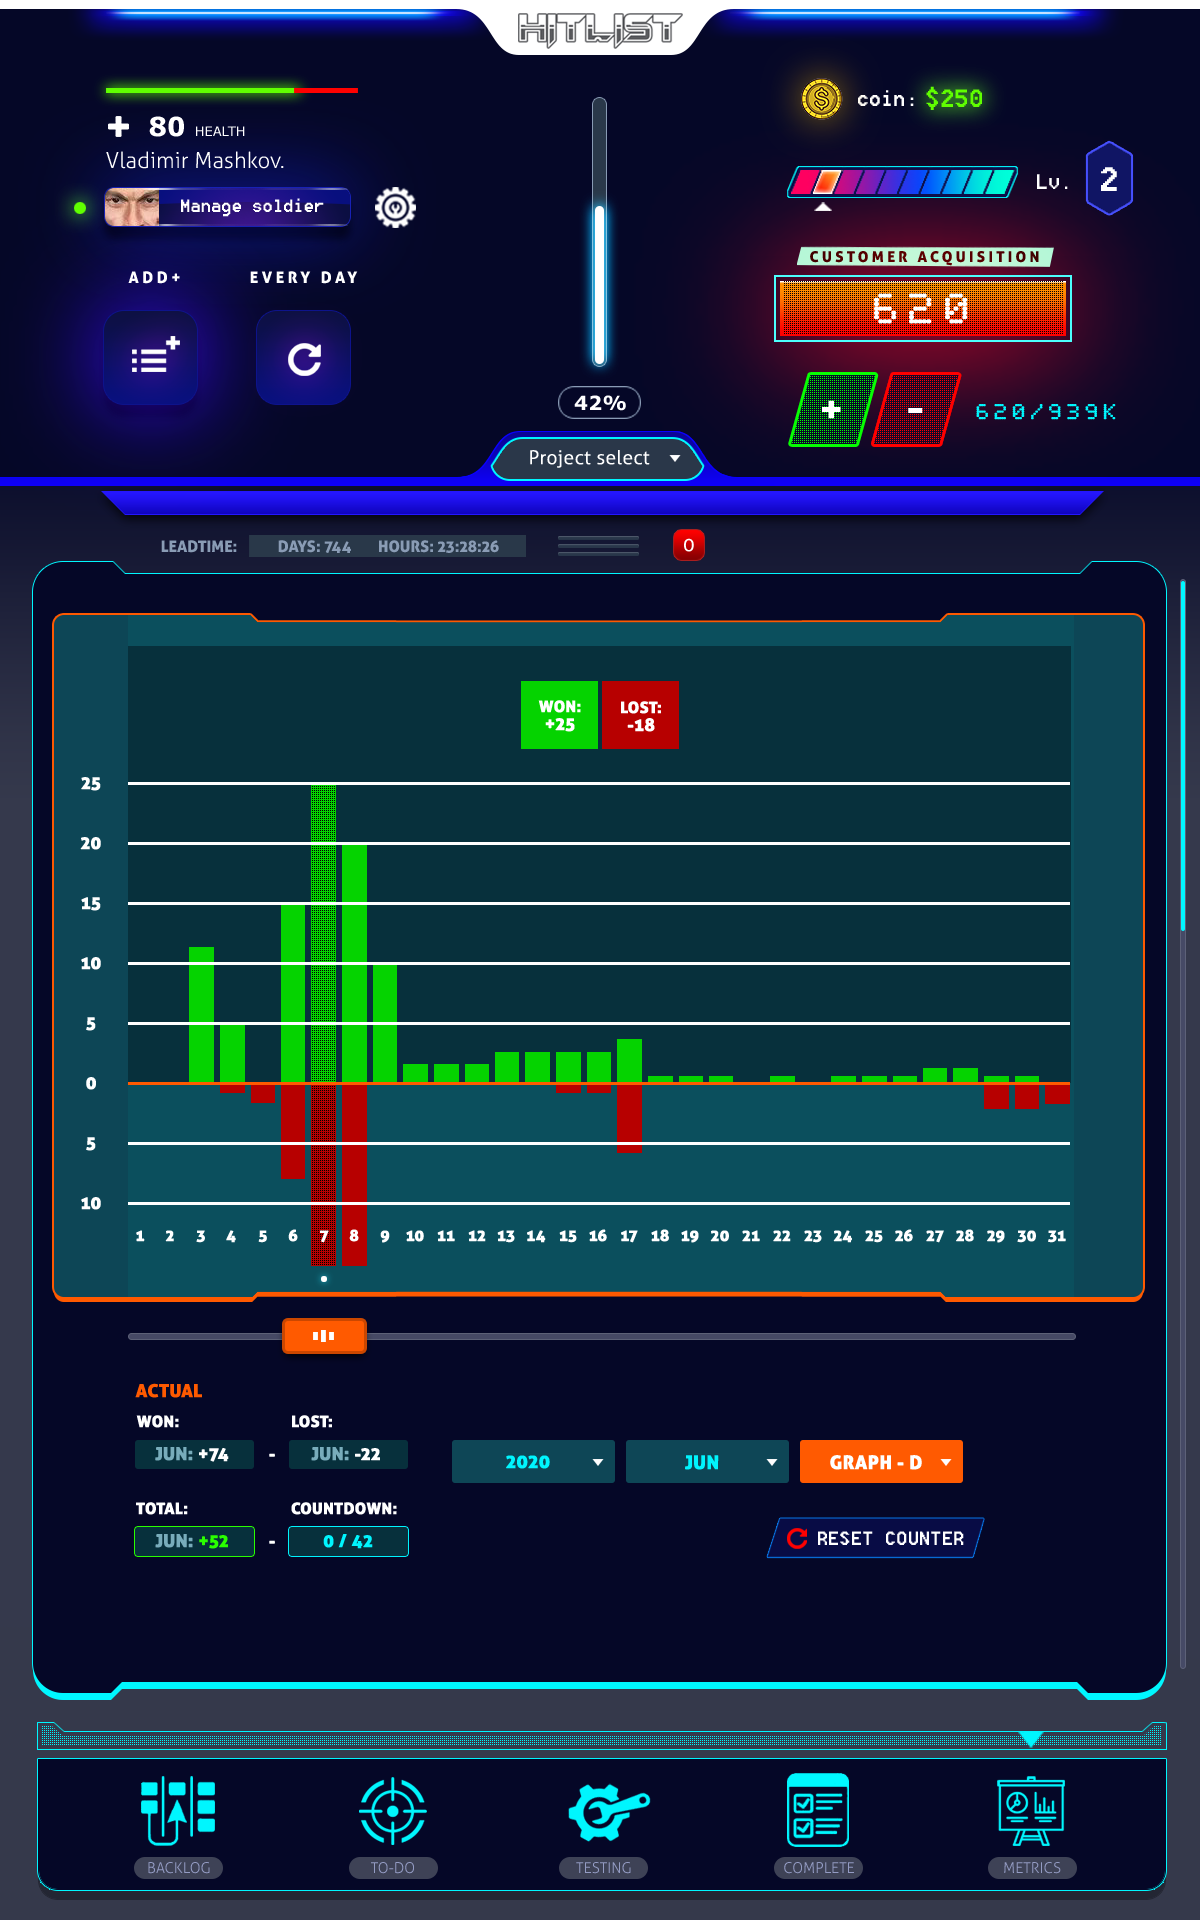 HITLIST
80 HEALTH
Vladimir Mashkov.
Manage soldier
ADD+
EVERY DAY
42%
Project select
coin: $250
Lv. 2
CUSTOMER ACQUISITION
620
+ -
620/939K
LEADTIME: DAYS: 744 HOURS: 23:28:26
0
WON: +25
LOST: -18
25
20
15
10
5
0
5
10
1 2 3 4 5 6 7 8 9 10 11 12 13 14 15 16 17 18 19 20 21 22 23 24 25 26 27 28 29 30 31
ACTUAL
WON: LOST:
JUN: +74 - JUN: -22
2020 JUN GRAPH - D
TOTAL: COUNTDOWN:
JUN: +52 - 0 / 42
RESET COUNTER
BACKLOG TO-DO TESTING COMPLETE METRICS